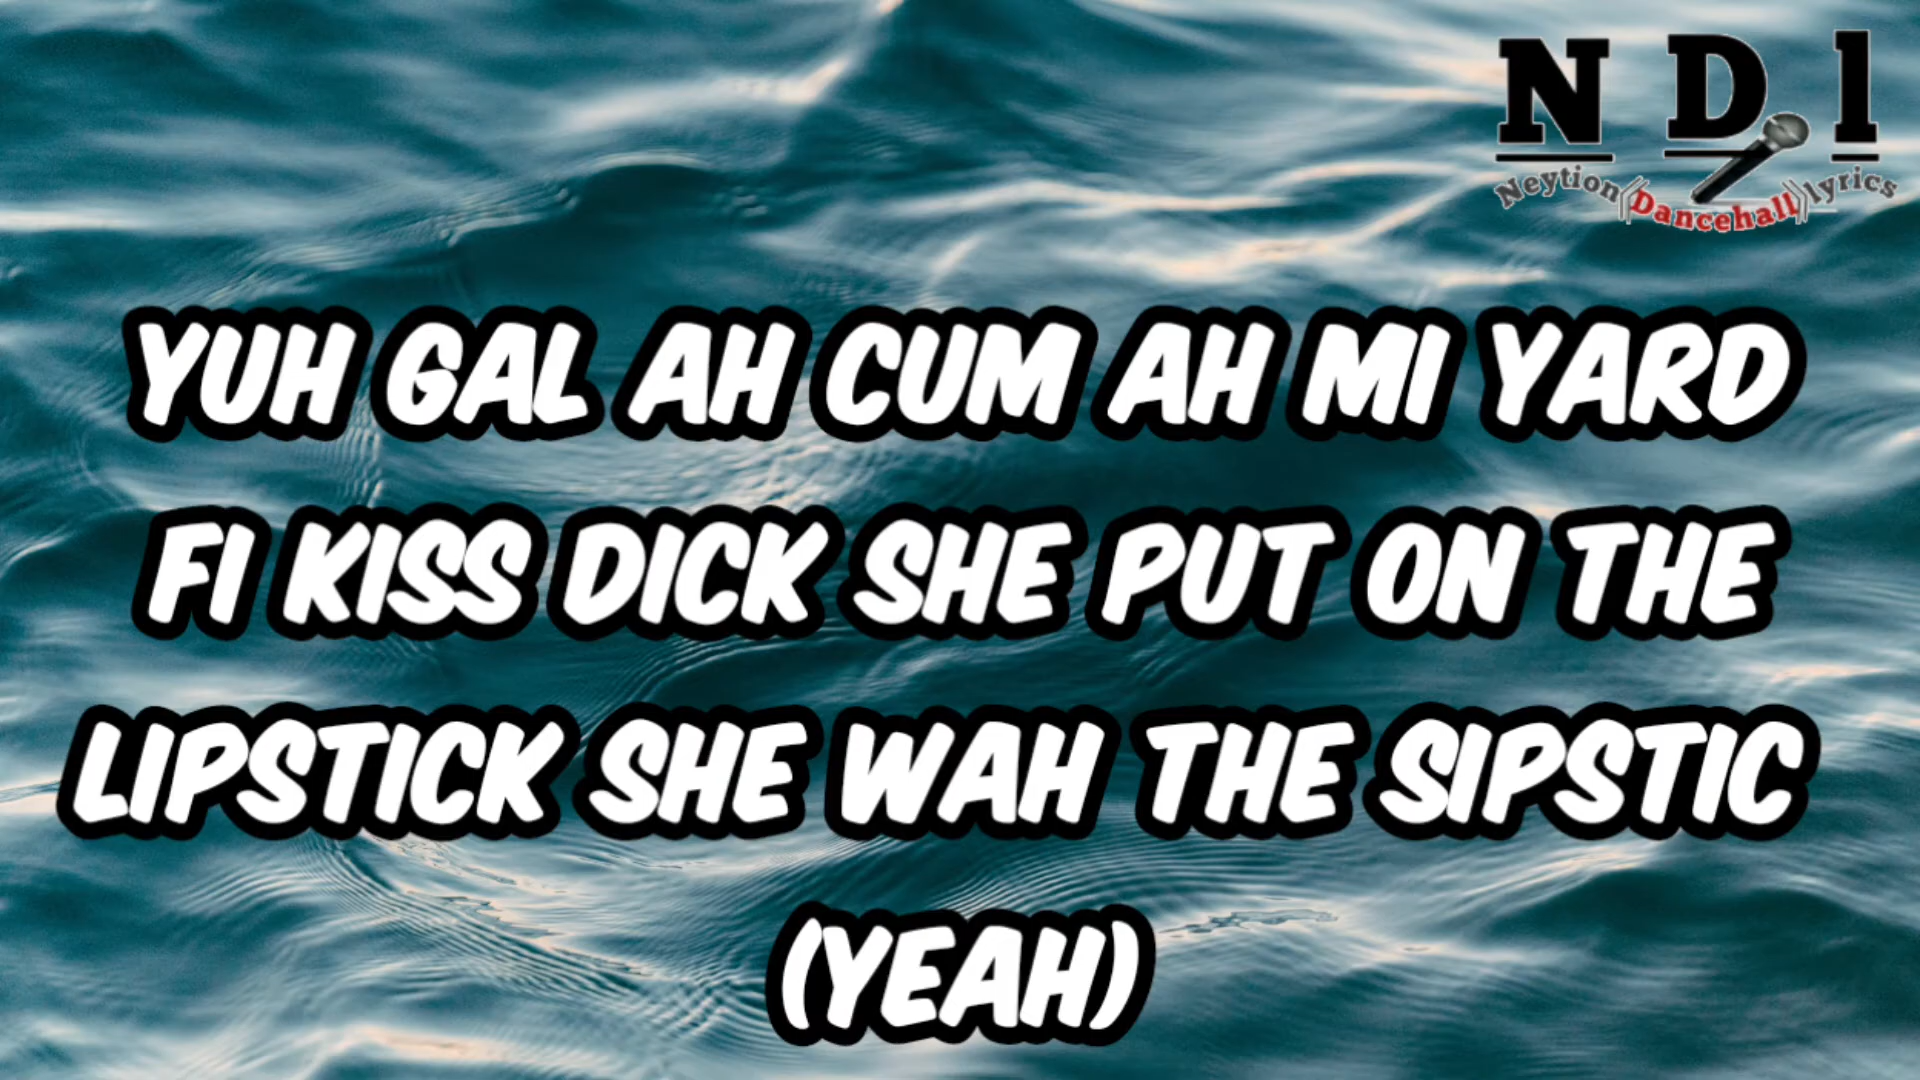 N D l
Neytion Dancehall lyrics
YUH GAL AH CUM AH MI YARD
FI KISS DICK SHE PUT ON THE
LIPSTICK SHE WAH THE SIPSTIC
(YEAH)